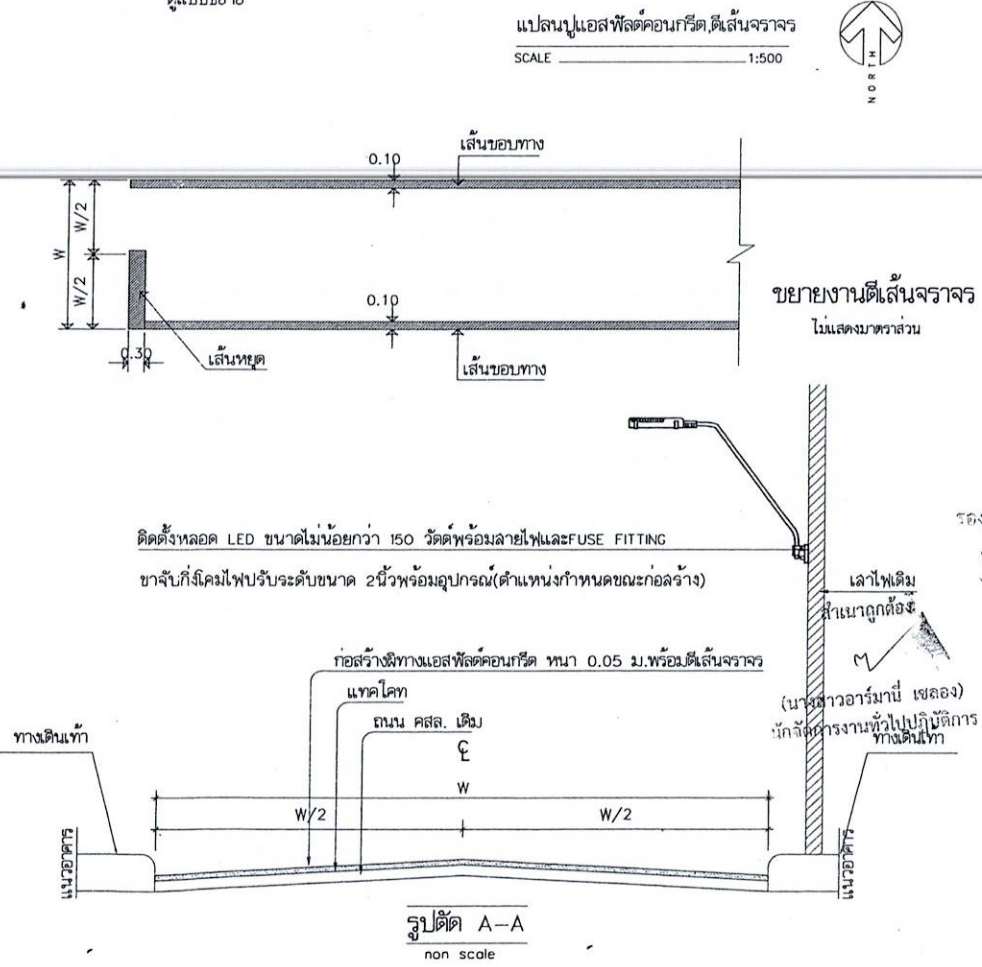 ดูแบบขยาย
แปลนปูแอสฟัลต์คอนกรีต,ตีเส้นจราจร
SCALE 1:500
NORTH
เส้นขอบทาง
0.10
W
W/2
W/2
0.10
0.30
เส้นหยุด
เส้นขอบทาง
ขยายงานตีเส้นจราจร
ไม่แสดงมาตราส่วน
ติดตั้งหลอด LED ขนาดไม่น้อยกว่า 150 วัตต์พร้อมสายไฟและFUSE FITTING
ขาจับกิ่งโคมไฟปรับระดับขนาด 2นิ้วพร้อมอุปกรณ์(ตำแหน่งกำหนดขณะก่อสร้าง)
รอง
เสาไฟเดิม
สำเนาถูกต้อง
(นางสาวอาร์มานี่ เซลอง)
นักจัดการงานทั่วไปปฏิบัติการ
ก่อสร้างผิวทางแอสฟัลต์คอนกรีต หนา 0.05 ม.พร้อมตีเส้นจราจร
แทคโคท
ถนน คสล. เดิม
ทางเดินเท้า
ทางเดินเท้า
W
W/2
W/2
แนวอาคาร
แนวอาคาร
รูปตัด A-A
non scale